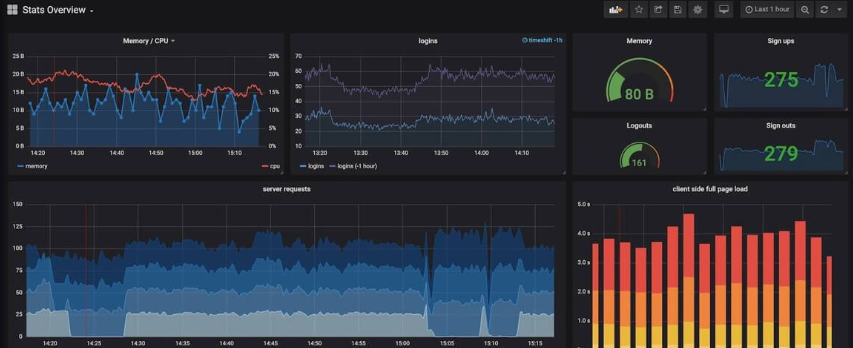 Stats Overview
Last 1 hour
Memory / CPU
25 B
20 B
15 B
10 B
5 B
0 B
25%
20%
15%
10%
5%
0%
14:20 14:30 14:40 14:50 15:00 15:10
memory cpu
logins
timeshift -1h
70
60
50
40
30
20
10
13:20 13:30 13:40 13:50 14:00 14:10
logins logins (-1 hour)
Memory
80 B
Sign ups
275
Logouts
161
Sign outs
279
server requests
150
125
100
75
50
25
0
14:20 14:25 14:30 14:35 14:40 14:45 14:50 14:55 15:00 15:05 15:10 15:15
client side full page load
5.0 s
4.0 s
3.0 s
2.0 s
1.0 s